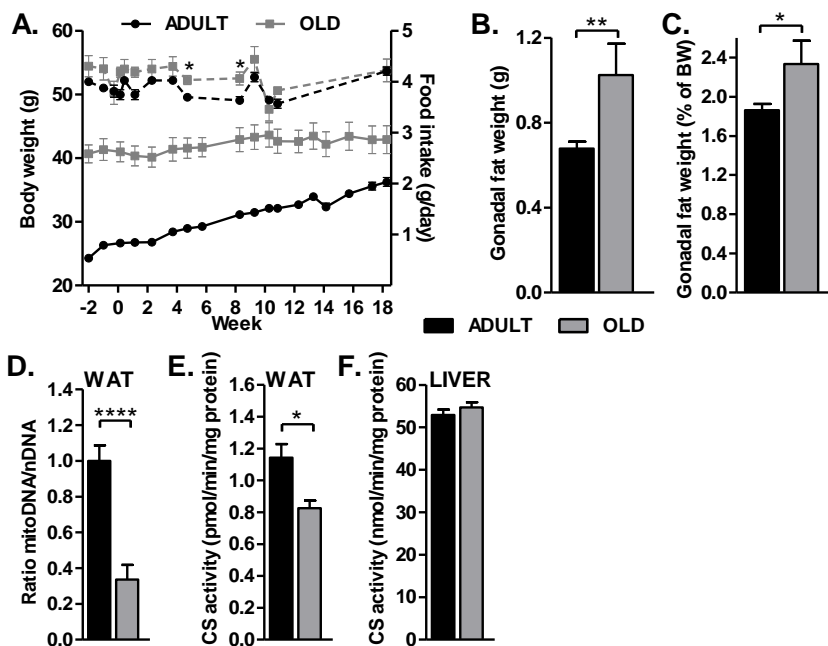 A.
ADULT OLD
Body weight (g)
60
50
40
30
20
* *
5
4
3
2
1
Food intake (g/day)
-2 0 2 4 6 8 10 12 14 16 18
Week
B.
Gonadal fat weight (g)
1.2
0.8
0.4
0.0
**
C.
Gonadal fat weight (% of BW)
2.4
2.0
1.6
1.2
0.8
0.4
0.0
*
ADULT OLD
D.
WAT
Ratio mitoDNA/nDNA
1.4
1.2
1.0
0.8
0.6
0.4
0.2
0.0
****
E.
WAT
CS activity (pmol/min/mg protein)
1.6
1.4
1.2
1.0
0.8
0.6
0.4
0.2
0.0
*
F.
LIVER
CS activity (nmol/min/mg protein)
60
50
40
30
20
10
0